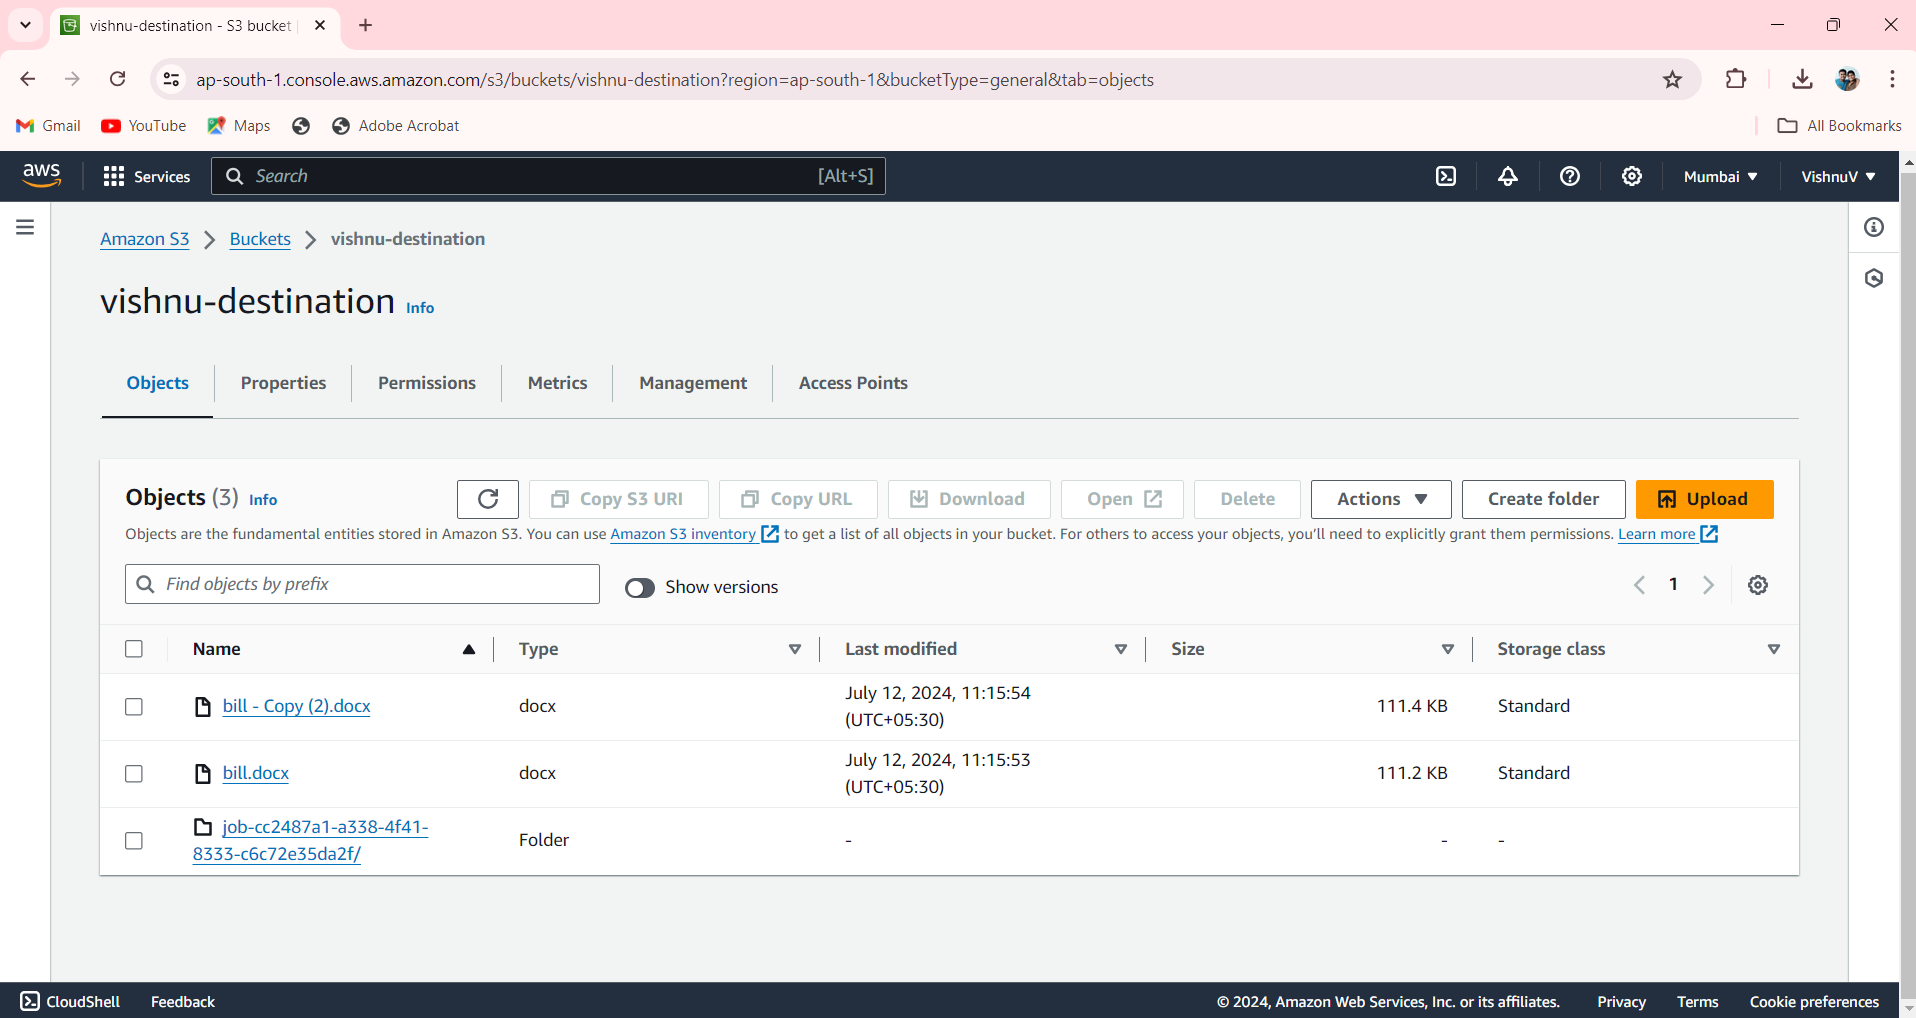 vishnu-destination - S3 bucket
ap-south-1.console.aws.amazon.com/s3/buckets/vishnu-destination?region=ap-south-1&bucketType=general&tab=objects
Gmail YouTube Maps Adobe Acrobat All Bookmarks
aws Services Search [Alt+S] Mumbai VishnuV
Amazon S3 Buckets vishnu-destination
vishnu-destination Info
Objects Properties Permissions Metrics Management Access Points
Objects (3) Info Copy S3 URI Copy URL Download Open Delete Actions Create folder Upload
Objects are the fundamental entities stored in Amazon S3. You can use Amazon S3 inventory to get a list of all objects in your bucket. For others to access your objects, you'll need to explicitly grant them permissions. Learn more
Find objects by prefix Show versions 1
Name Type Last modified Size Storage class
bill - Copy (2).docx docx July 12, 2024, 11:15:54 (UTC+05:30) 111.4 KB Standard
bill.docx docx July 12, 2024, 11:15:53 (UTC+05:30) 111.2 KB Standard
job-cc2487a1-a338-4f41-
8333-c6c72e35da2f/ Folder - - -
CloudShell Feedback © 2024, Amazon Web Services, Inc. or its affiliates. Privacy Terms Cookie preferences